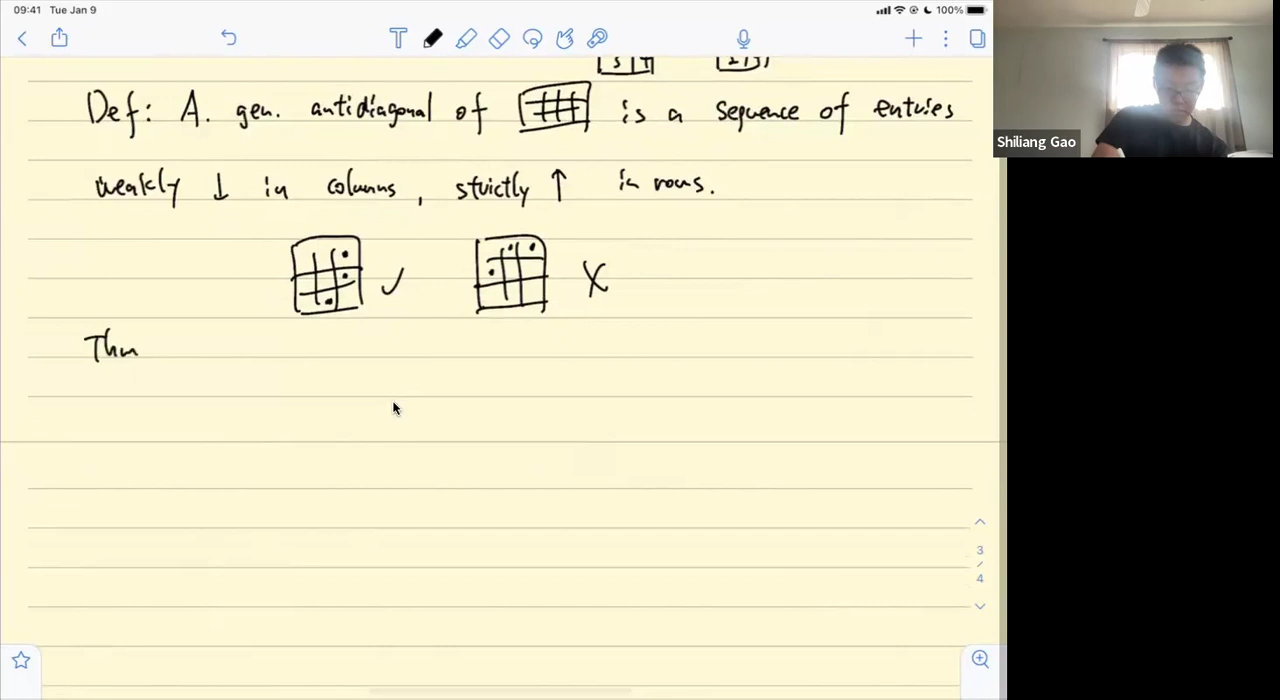 09:41 Tue Jan 9
100%
Def: A. gen. antidiagonal of is a sequence of entries
weakly ↓ in columns, strictly ↑ in rows.
✓ X
Thm
3
/
4
Shiliang Gao